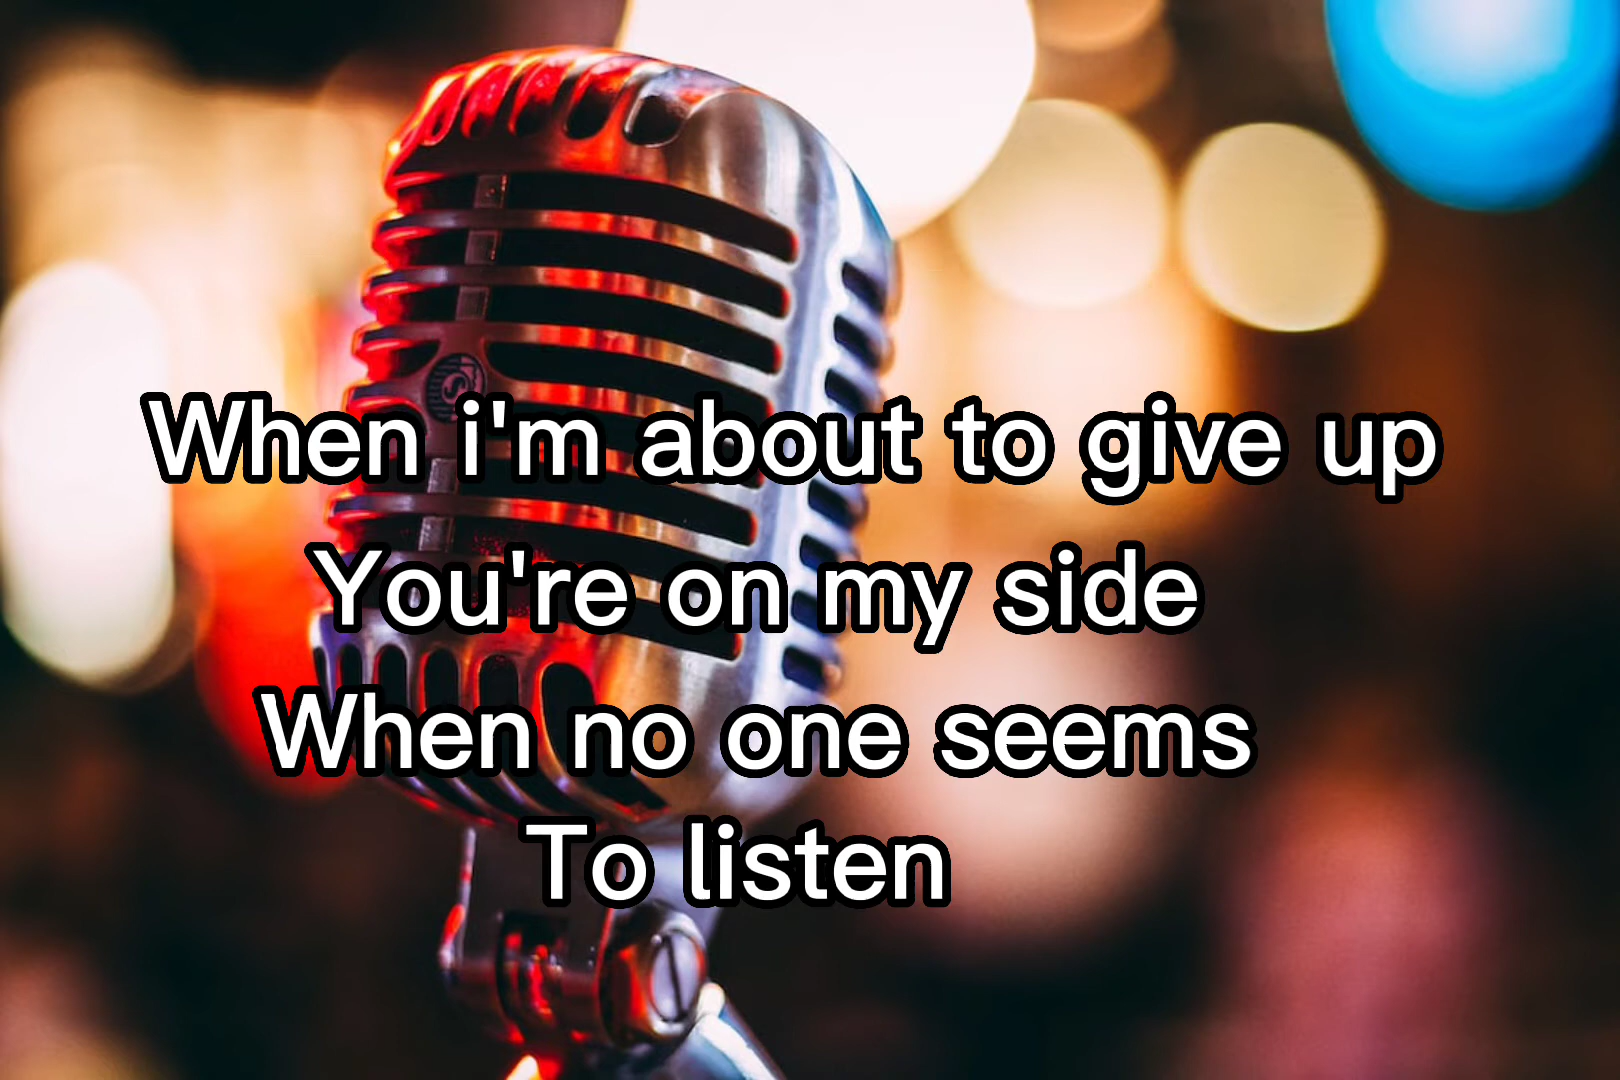 When i'm about to give up
You're on my side
When no one seems
To listen